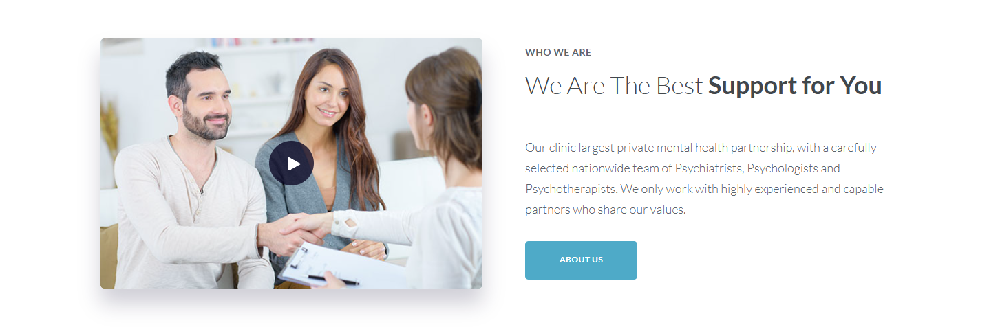 WHO WE ARE
We Are The Best Support for You
Our clinic largest private mental health partnership, with a carefully
selected nationwide team of Psychiatrists, Psychologists and
Psychotherapists. We only work with highly experienced and capable
partners who share our values.
ABOUT US